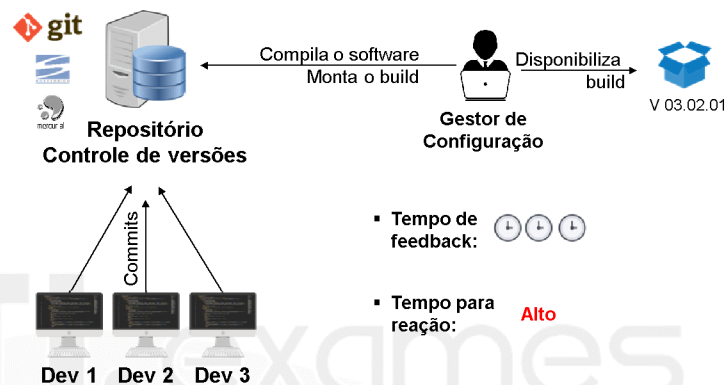 git
mercurial
Repositório
Controle de versões
Compila o software
Monta o build
Gestor de
Configuração
Disponibiliza
build
V 03.02.01
Commits
Dev 1
Dev 2
Dev 3
▪ Tempo de
feedback:
▪ Tempo para
reação:
Alto
exames